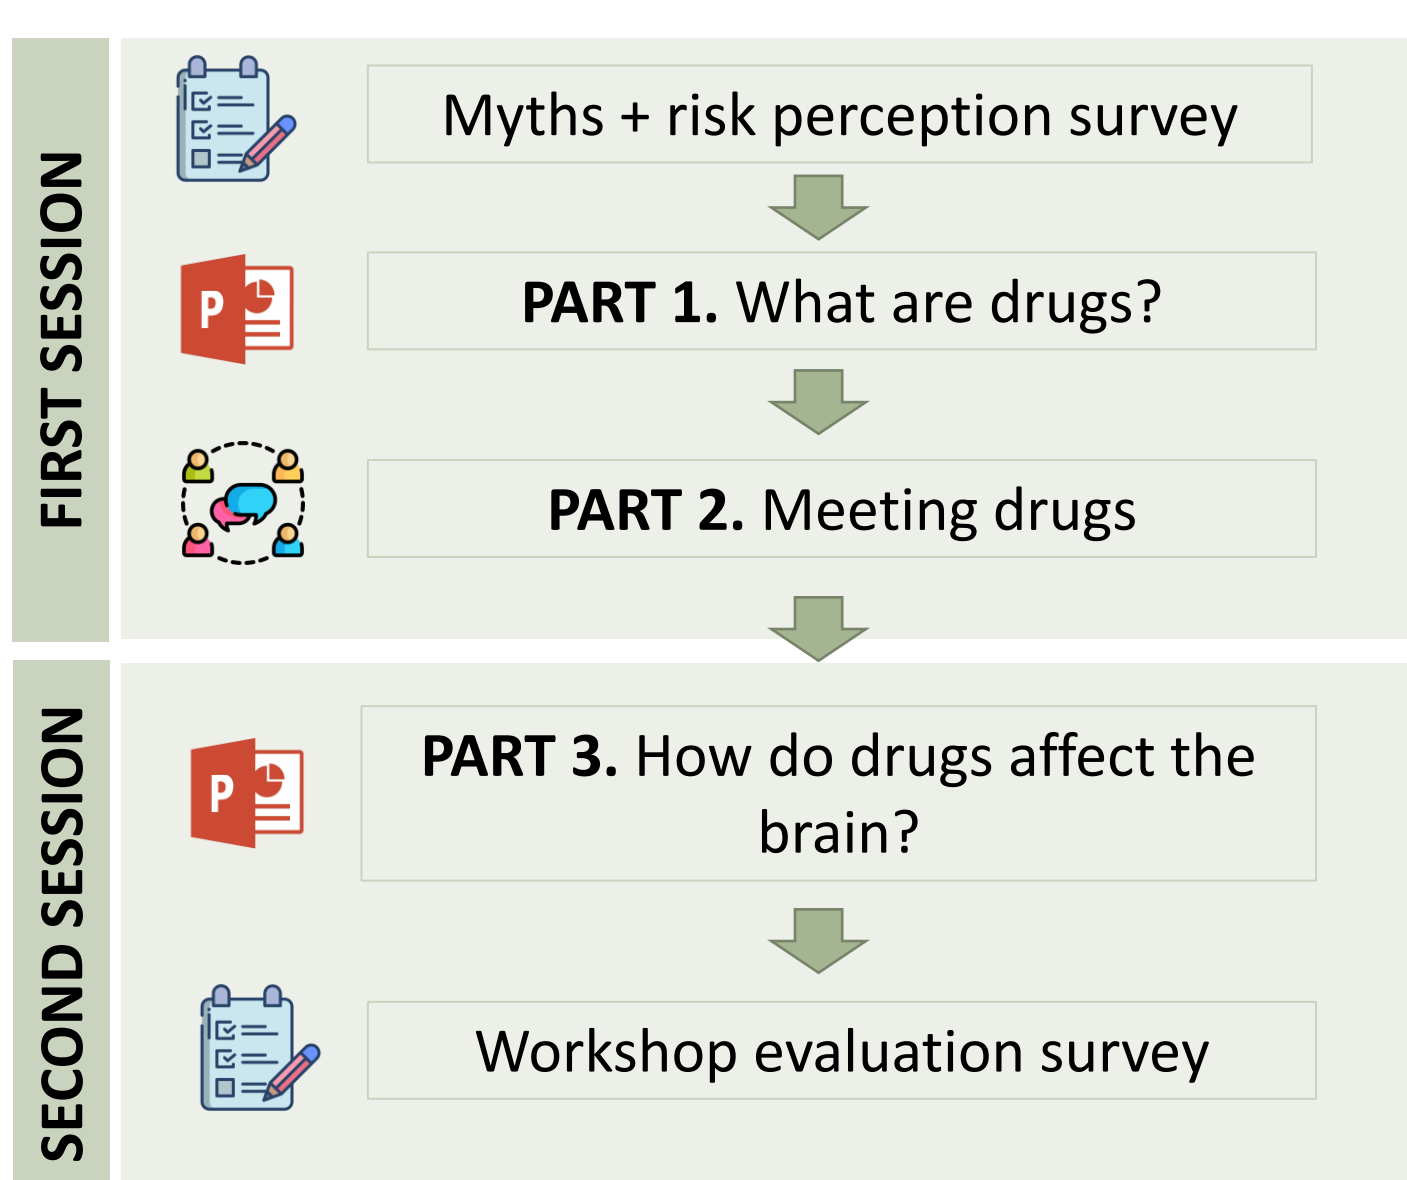 FIRST SESSION
Myths + risk perception survey
P
PART 1. What are drugs?
PART 2. Meeting drugs
SECOND SESSION
P
PART 3. How do drugs affect the
brain?
Workshop evaluation survey